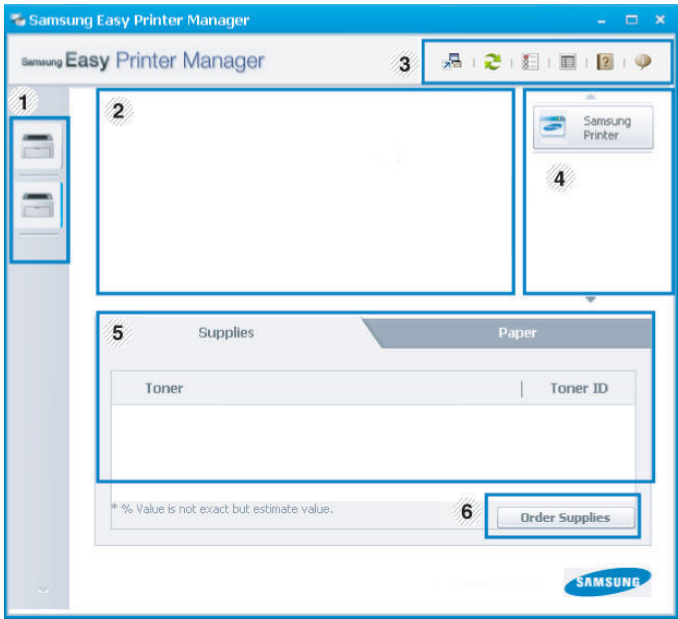 Samsung Easy Printer Manager
Samsung Easy Printer Manager
3
1
2
Samsung
Printer
4
5
Supplies
Paper
Toner
Toner ID
* % Value is not exact but estimate value.
6
Order Supplies
SAMSUNG